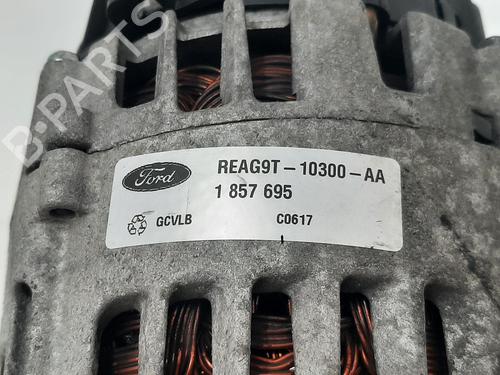 B-PARTS
Ford
REAG9T-10300-AA
1 857 695
GCVLB C0617